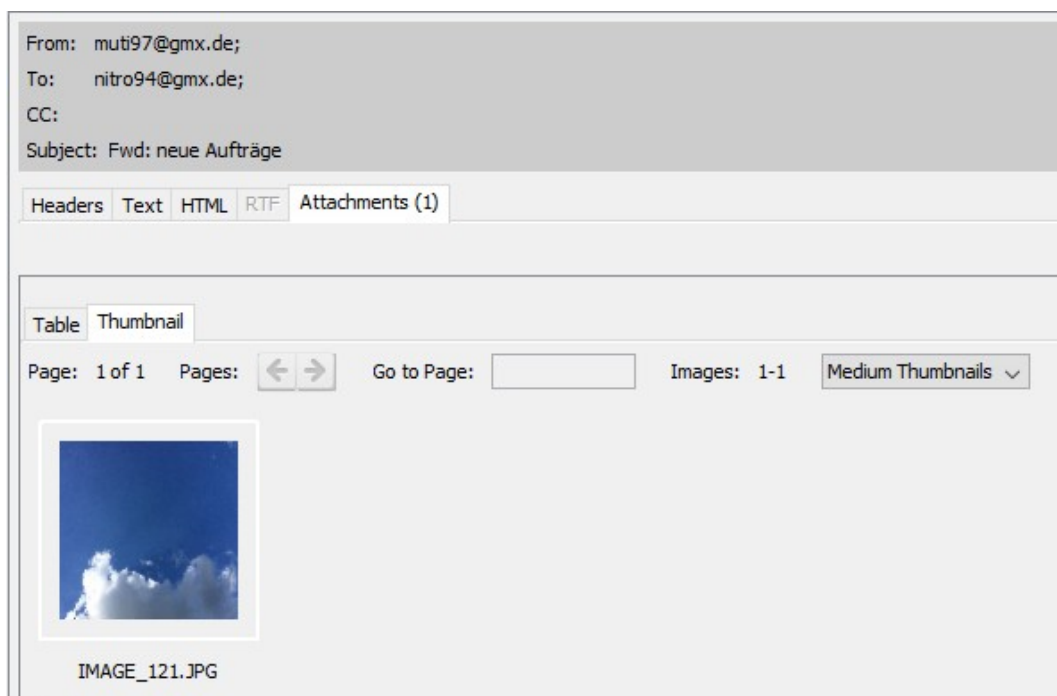 From: muti97@gmx.de;
To: nitro94@gmx.de;
CC:
Subject: Fwd: neue Aufträge
Headers Text HTML RTF Attachments (1)
Table Thumbnail
Page: 1 of 1 Pages: Go to Page: Images: 1-1 Medium Thumbnails
IMAGE_121.JPG